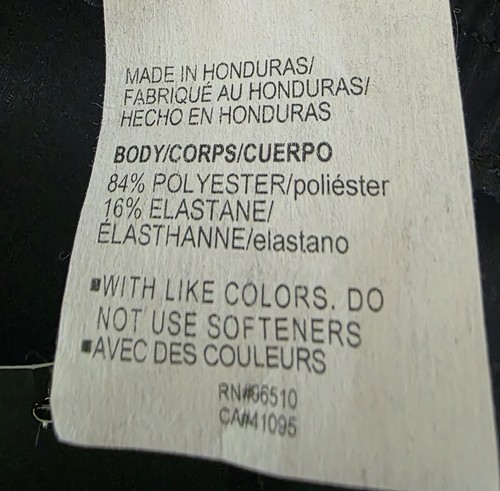 MADE IN HONDURAS/
FABRIQUÉ AU HONDURAS/
HECHO EN HONDURAS
BODY/CORPS/CUERPO
84% POLYESTER/poliéster
16% ELASTANE/
ÉLASTHANNE/elastano
▪WITH LIKE COLORS. DO
NOT USE SOFTENERS
▪AVEC DES COULEURS
RN#96510
CA#41095